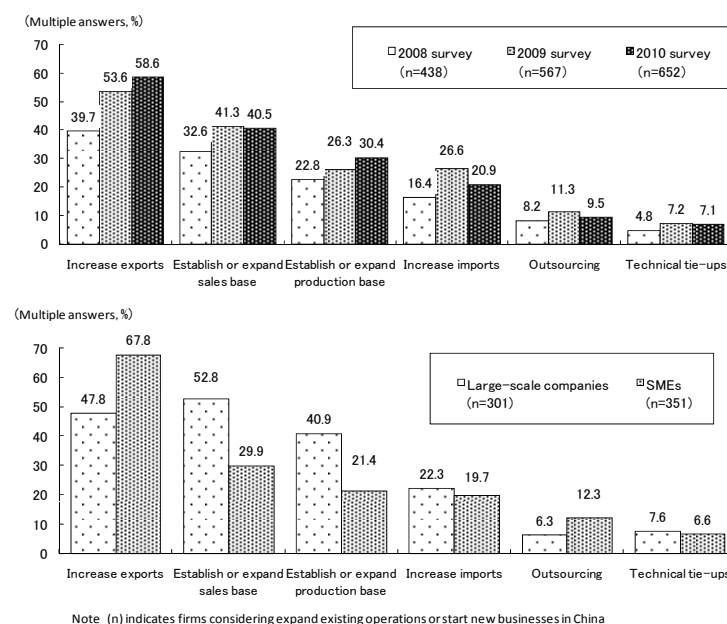 (Multiple answers, %)
70
60
50
40
30
20
10
0
□2008 survey (n=438)
2009 survey (n=567)
2010 survey (n=652)
39.7 53.6 58.6
32.6 41.3 40.5
22.8 26.3 30.4
16.4 26.6 20.9
8.2 11.3 9.5
4.8 7.2 7.1
Increase exports
Establish or expand sales base
Establish or expand production base
Increase imports
Outsourcing
Technical tie-ups
(Multiple answers, %)
70
60
50
40
30
20
10
0
Large-scale companies (n=301)
SMEs (n=351)
47.8 67.8
52.8 29.9
40.9 21.4
22.3 19.7
6.3 12.3
7.6 6.6
Increase exports
Establish or expand sales base
Establish or expand production base
Increase imports
Outsourcing
Technical tie-ups
Note (n) indicates firms considering expand existing operations or start new businesses in China